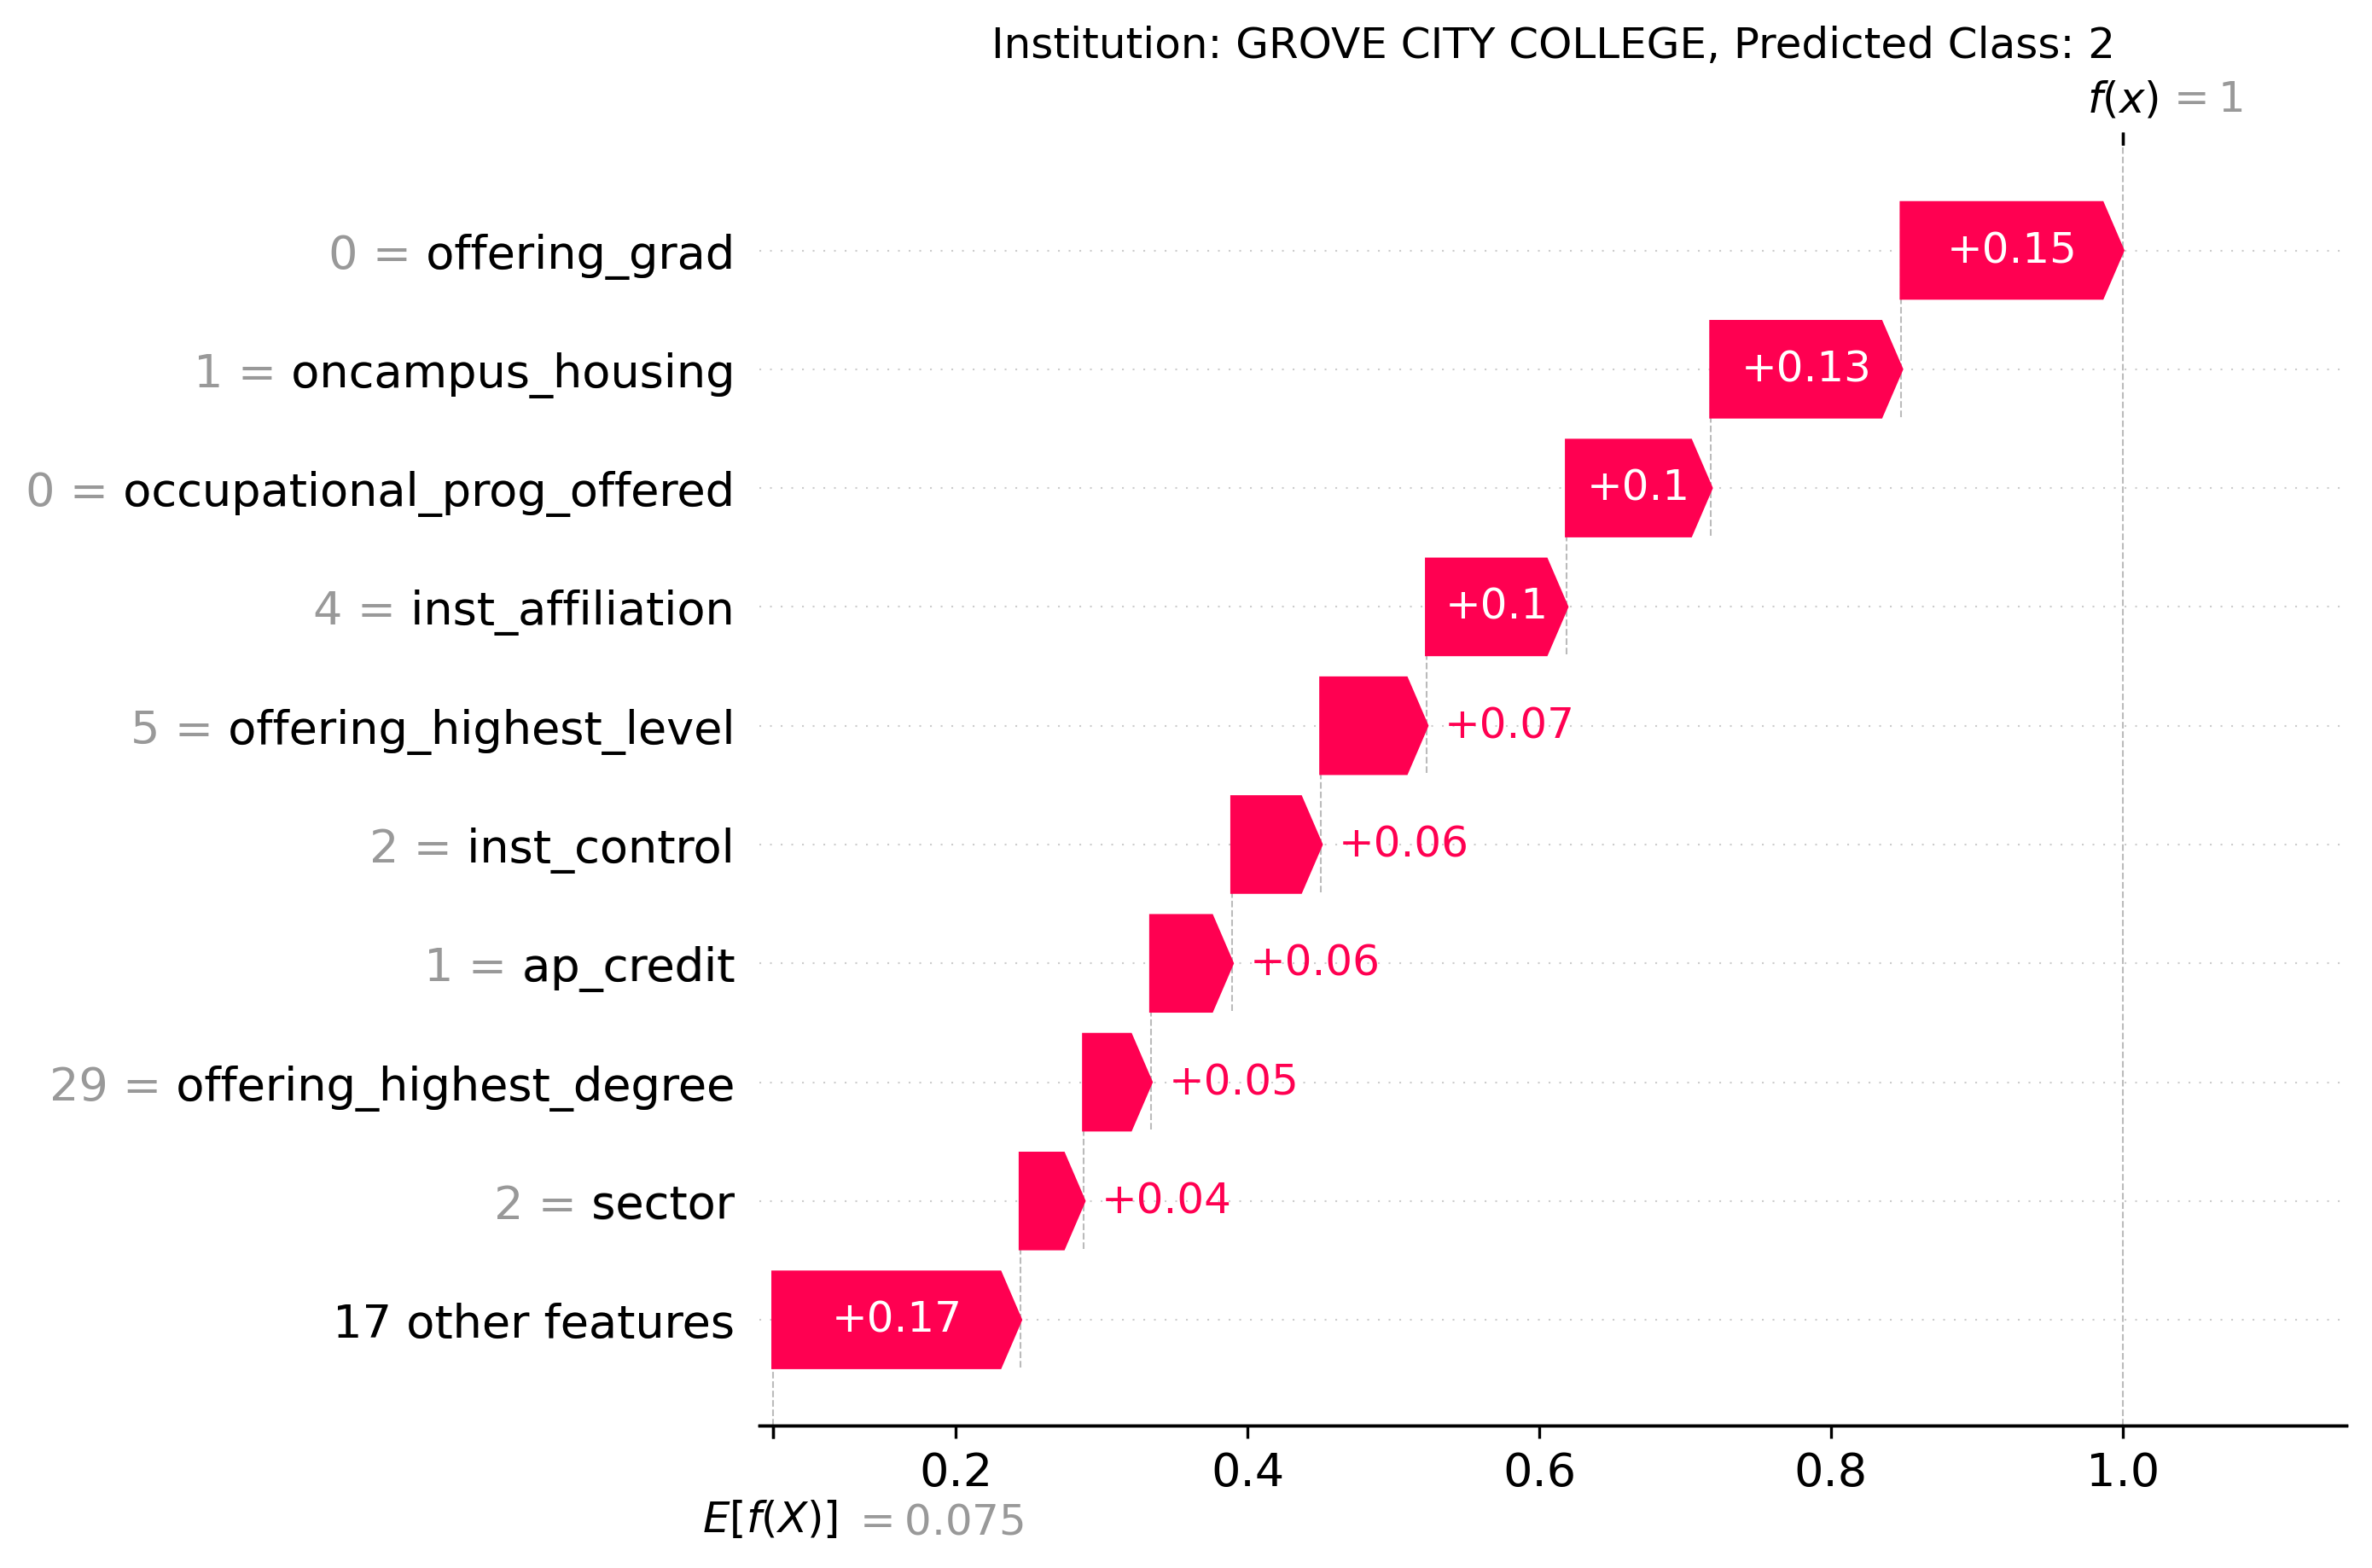 Institution: GROVE CITY COLLEGE, Predicted Class: 2
f(x) = 1
0 = offering_grad +0.15
1 = oncampus_housing +0.13
0 = occupational_prog_offered +0.1
4 = inst_affiliation +0.1
5 = offering_highest_level +0.07
2 = inst_control +0.06
1 = ap_credit +0.06
29 = offering_highest_degree +0.05
2 = sector +0.04
17 other features +0.17
0.2 0.4 0.6 0.8 1.0
E[f(X)] = 0.075